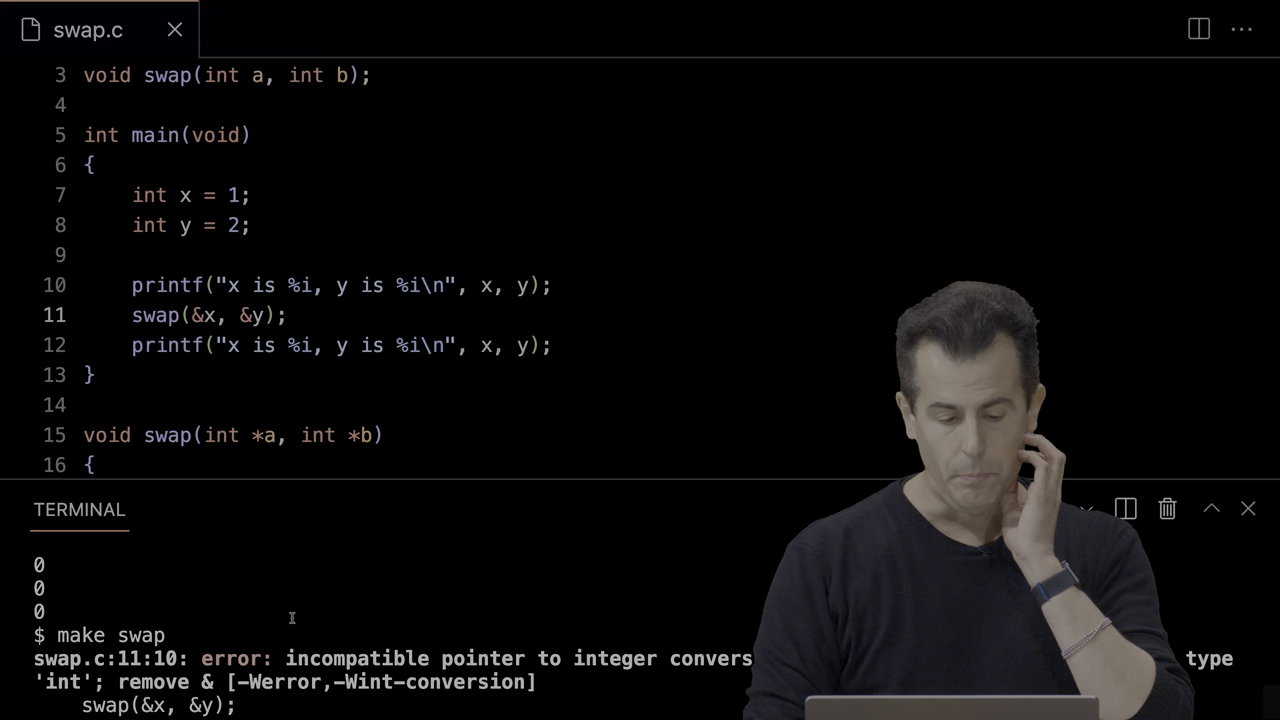 swap.c
3 void swap(int a, int b);
4
5 int main(void)
6 {
7 int x = 1;
8 int y = 2;
9
10 printf("x is %i, y is %i\n", x, y);
11 swap(&x, &y);
12 printf("x is %i, y is %i\n", x, y);
13 }
14
15 void swap(int *a, int *b)
16 {
TERMINAL
0
0
0
$ make swap
swap.c:11:10: error: incompatible pointer to integer convers type
'int'; remove & [-Werror,-Wint-conversion]
swap(&x, &y);